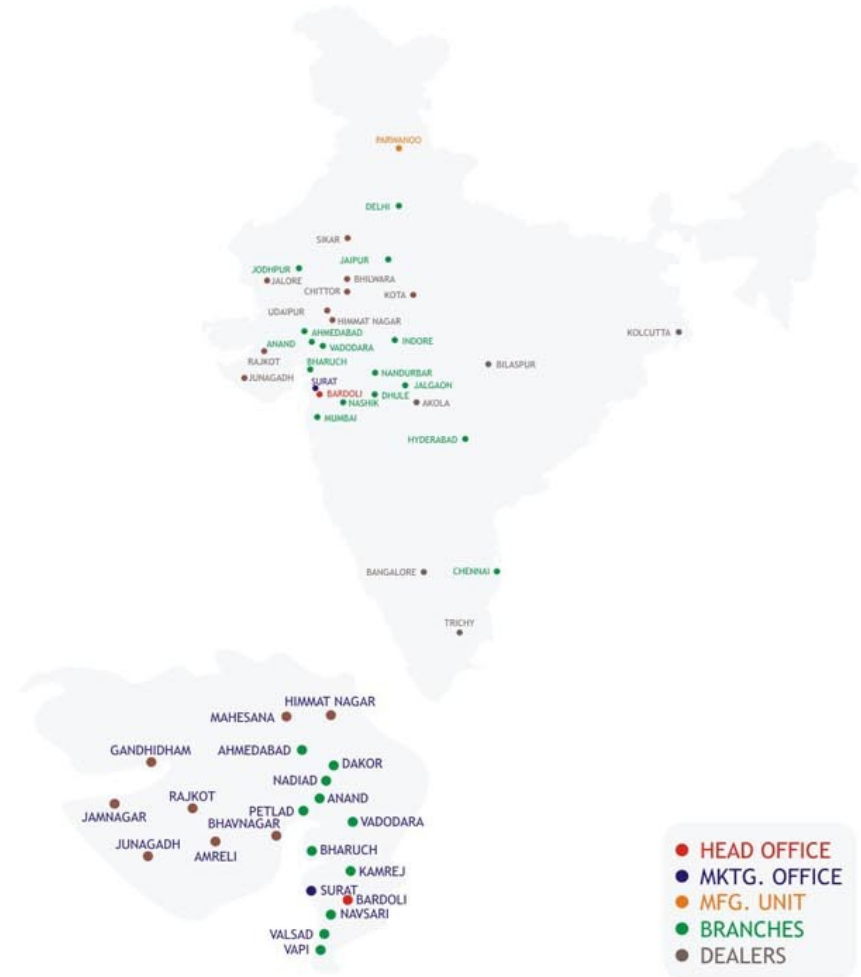 PARWANOO
DELHI
SIKAR
JAIPUR
JODHPUR
JALORE
BHILWARA
CHITTOR
KOTA
UDAIPUR
HIMMAT NAGAR
KOLCUTTA
AHMEDABAD
ANAND
VADODARA
INDORE
RAJKOT
BHARUCH
BILASPUR
JUNAGADH
NANDURBAR
SURAT
JALGAON
BARDOLI
DHULE
NASHIK
AKOLA
MUMBAI
HYDERABAD
BANGALORE
CHENNAI
TRICHY
HIMMAT NAGAR
MAHESANA
GANDHIDHAM
AHMEDABAD
DAKOR
NADIAD
RAJKOT
ANAND
JAMNAGAR
PETLAD
BHAVNAGAR
VADODARA
JUNAGADH
AMRELI
BHARUCH
KAMREJ
SURAT
BARDOLI
NAVSARI
VALSAD
VAPI
HEAD OFFICE
MKTG. OFFICE
MFG. UNIT
BRANCHES
DEALERS